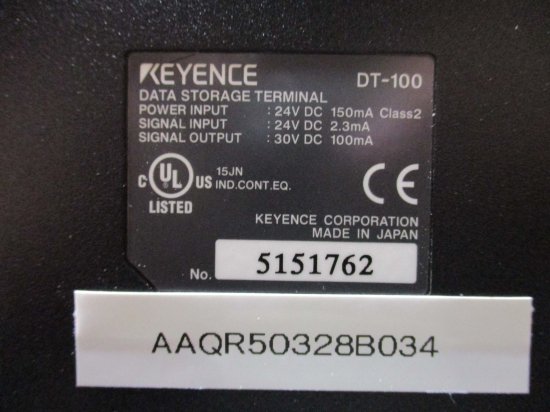 KEYENCE DT-100
DATA STORAGE TERMINAL
POWER INPUT : 24V DC 150mA Class2
SIGNAL INPUT : 24V DC 2.3mA
SIGNAL OUTPUT : 30V DC 100mA
C UL US LISTED
15JN
IND.CONT.EQ.
CE
KEYENCE CORPORATION
MADE IN JAPAN
No. 5151762
AAQR50328B034